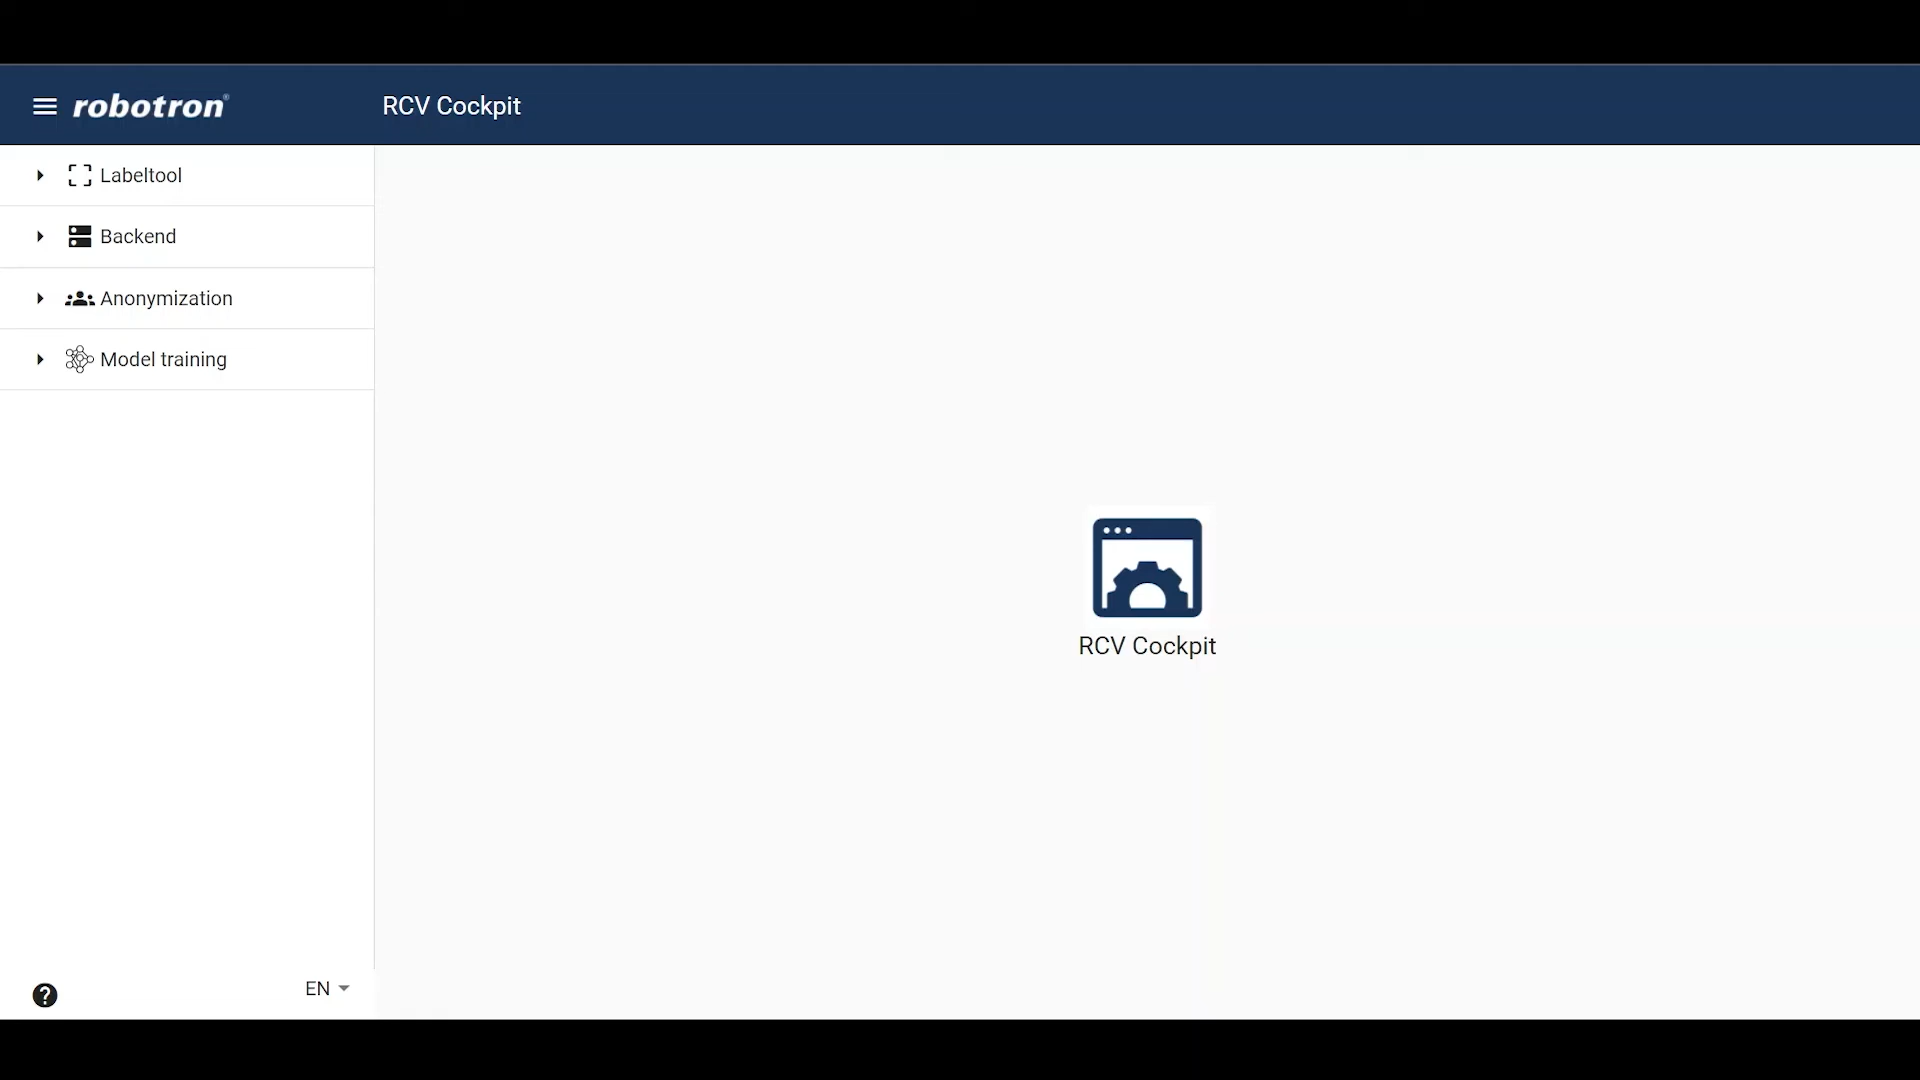 robotron®
RCV Cockpit
Labeltool
Backend
Anonymization
Model training
RCV Cockpit
EN